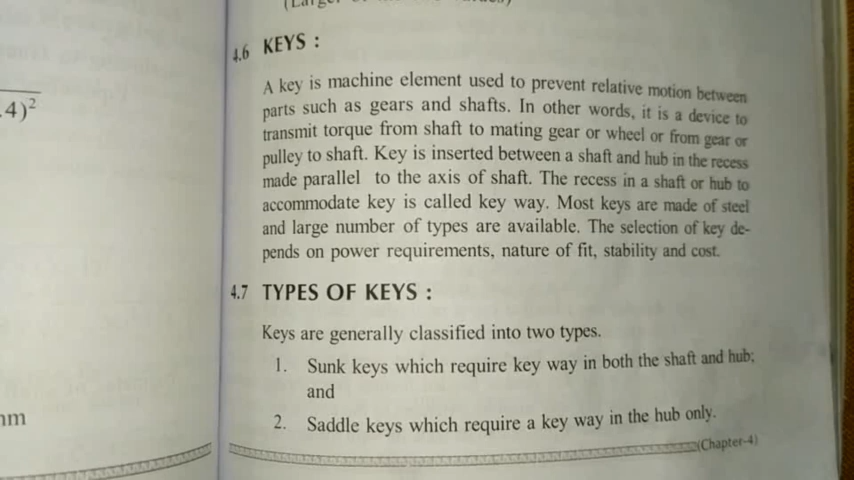 4.6 KEYS :
A key is machine element used to prevent relative motion between
parts such as gears and shafts. In other words, it is a device to
transmit torque from shaft to mating gear or wheel or from gear or
pulley to shaft. Key is inserted between a shaft and hub in the recess
made parallel to the axis of shaft. The recess in a shaft or hub to
accommodate key is called key way. Most keys are made of steel
and large number of types are available. The selection of key de-
pends on power requirements, nature of fit, stability and cost.
4.7 TYPES OF KEYS :
Keys are generally classified into two types.
1. Sunk keys which require key way in both the shaft and hub;
and
2. Saddle keys which require a key way in the hub only.
(Chapter-4)
.4)²